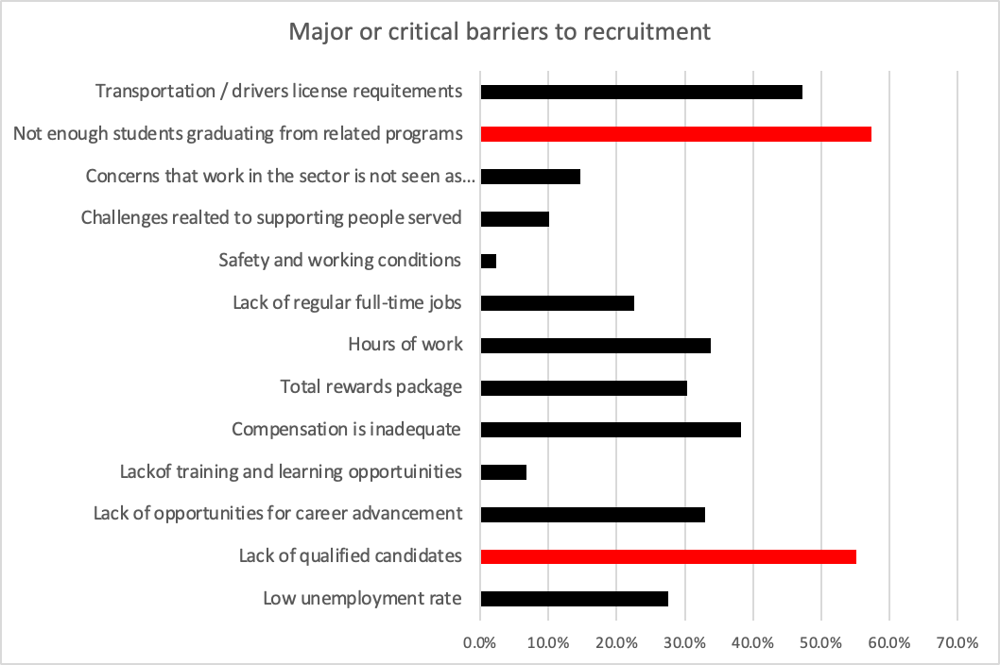 Major or critical barriers to recruitment
Transportation / drivers license requitements
Not enough students graduating from related programs
Concerns that work in the sector is not seen as...
Challenges realted to supporting people served
Safety and working conditions
Lack of regular full-time jobs
Hours of work
Total rewards package
Compensation is inadequate
Lackof training and learning opportuinities
Lack of opportunities for career advancement
Lack of qualified candidates
Low unemployment rate
0.0% 10.0% 20.0% 30.0% 40.0% 50.0% 60.0% 70.0%